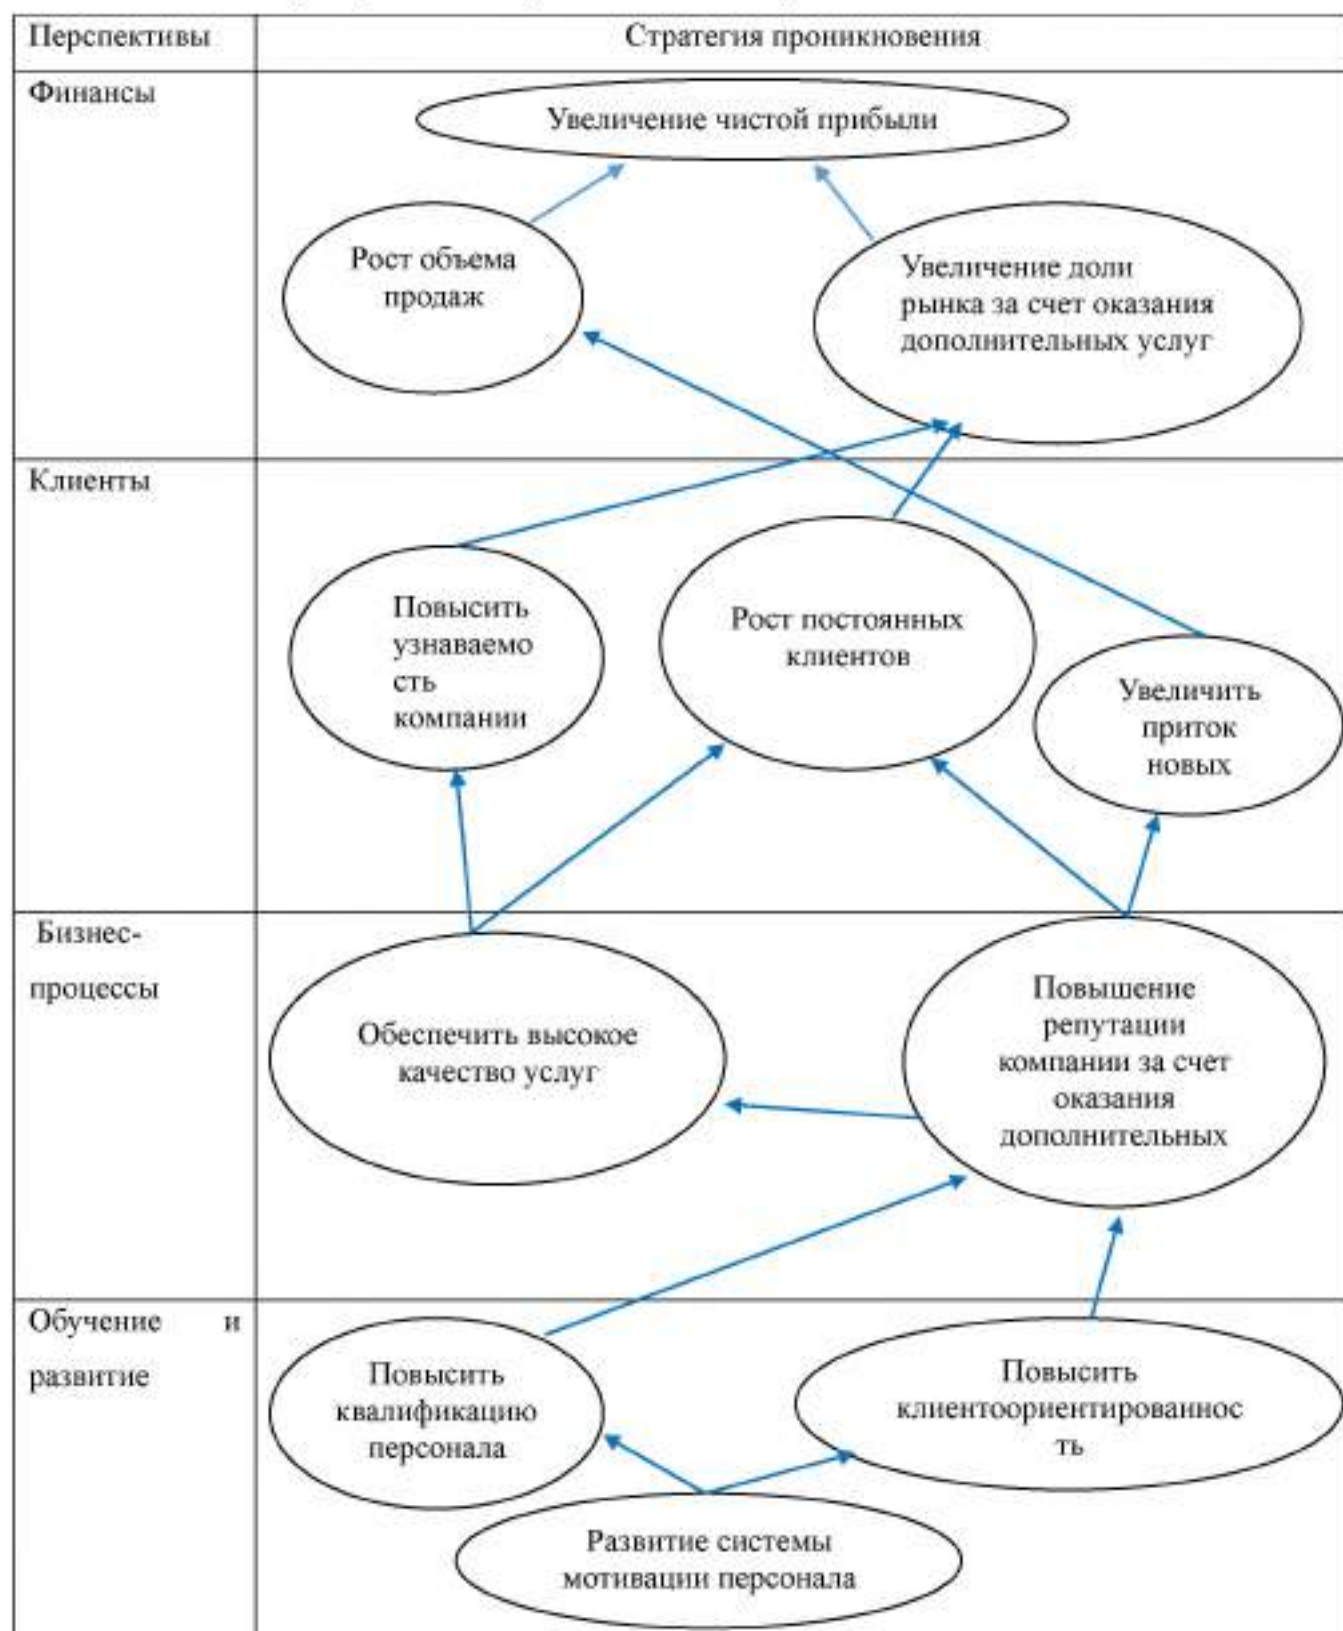 Перспективы
Стратегия проникновения
Финансы
Увеличение чистой прибыли
Рост объема
продаж
Увеличение доли
рынка за счет оказания
дополнительных услуг
Клиенты
Повысить
узнаваемо
сть
компании
Рост постоянных
клиентов
Увеличить
приток
новых
Бизнес-
процессы
Обеспечить высокое
качество услуг
Повышение
репутации
компании за счет
оказания
дополнительных
Обучение и
развитие
Повысить
квалификацию
персонала
Повысить
клиентоориентированнос
ть
Развитие системы
мотивации персонала